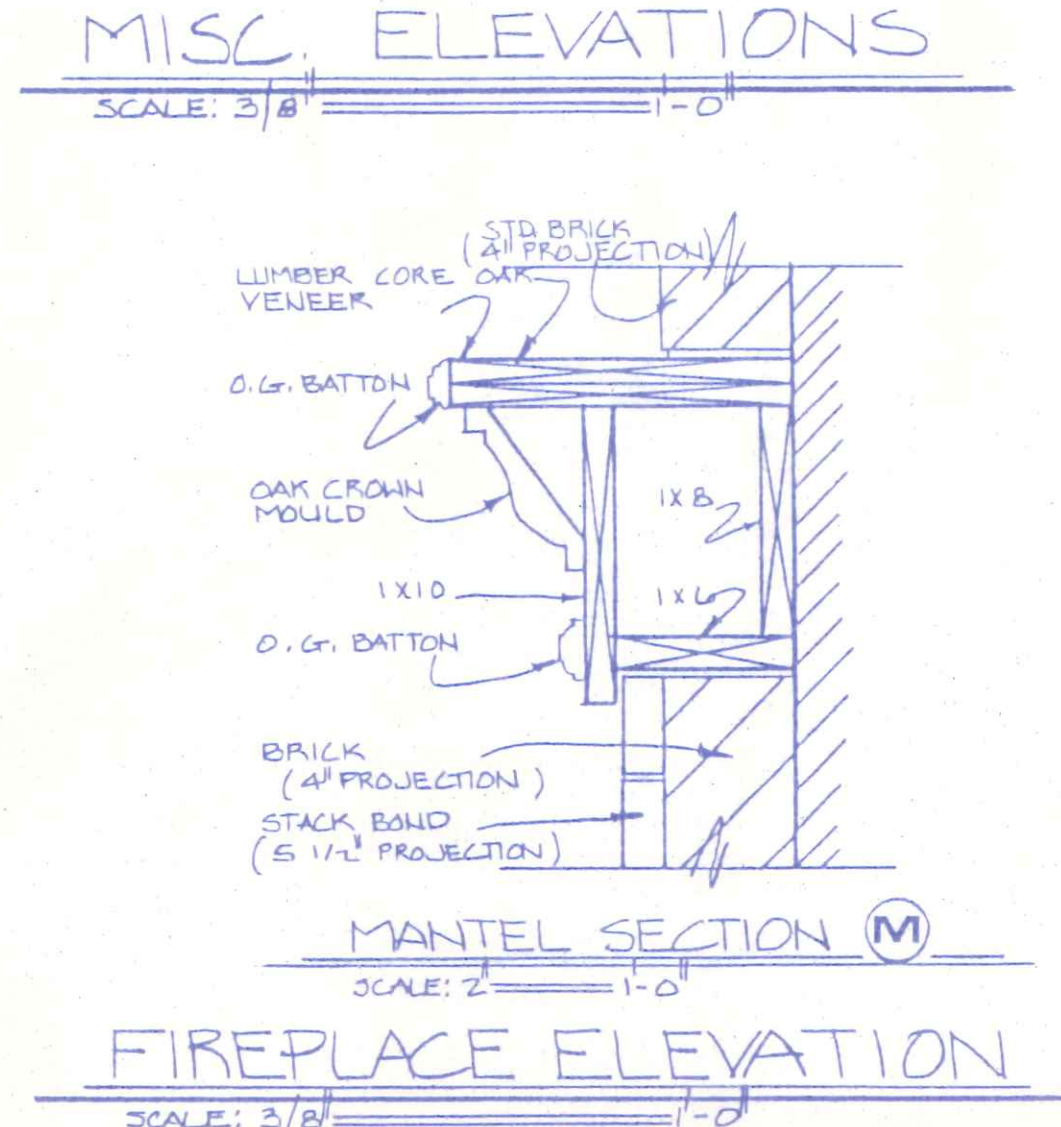 MISC. ELEVATIONS
SCALE: 3/8" = 1'-0"
STD. BRICK
(4" PROJECTION)
LUMBER CORE OAK
VENEER
O.G. BATTON
OAK CROWN
MOULD
1X8
1X10
1X6
O.G. BATTON
BRICK
(4" PROJECTION)
STACK BOND
(5 1/2" PROJECTION)
MANTEL SECTION M
SCALE: 2" = 1'-0"
FIREPLACE ELEVATION
SCALE: 3/8" = 1'-0"